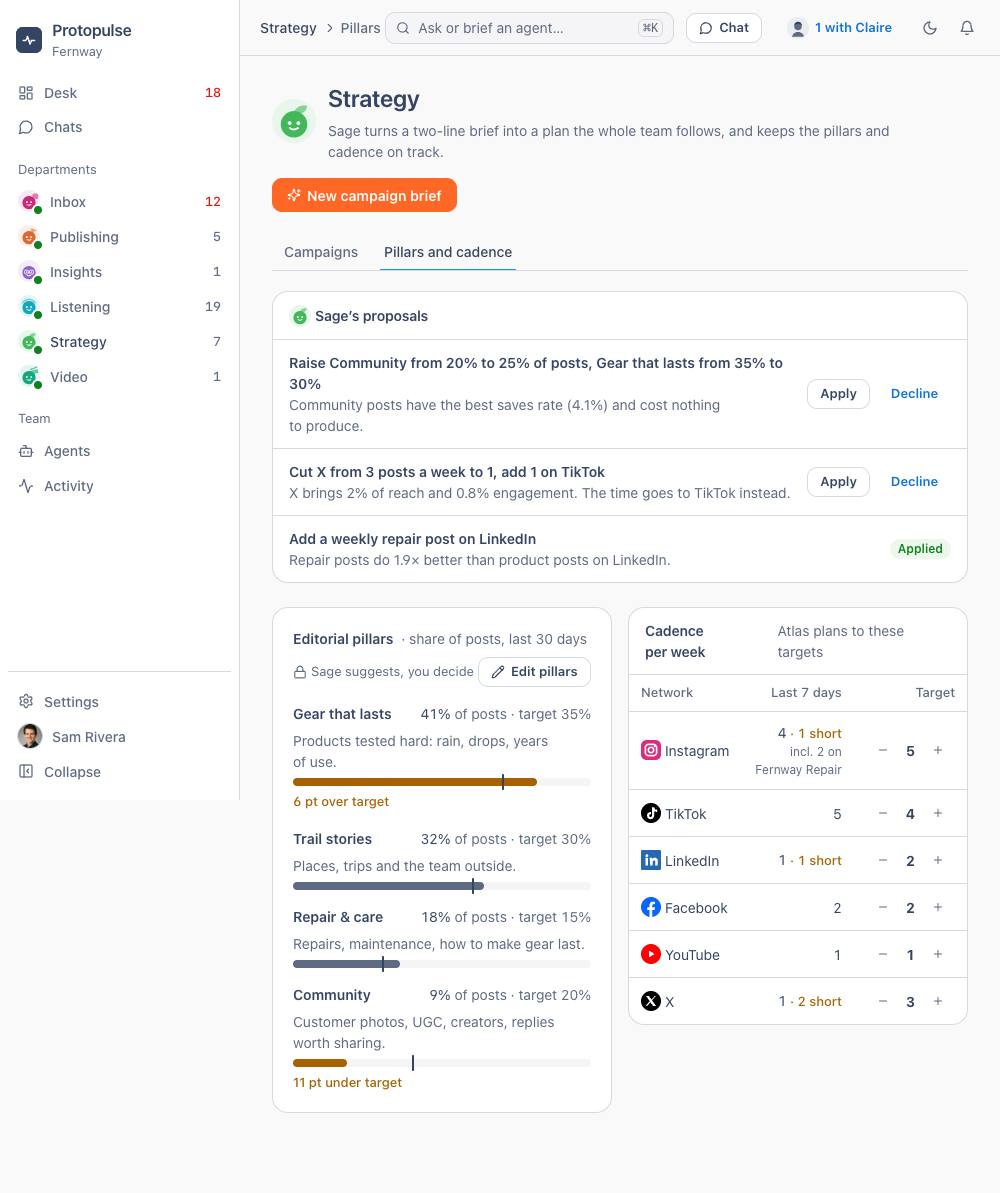 Protopulse
Fernway
Desk 18
Chats
Departments
Inbox 12
Publishing 5
Insights 1
Listening 19
Strategy 7
Video 1
Team
Agents
Activity
Settings
Sam Rivera
Collapse
Strategy > Pillars
Ask or brief an agent... ⌘K
Chat
1 with Claire
Strategy
Sage turns a two-line brief into a plan the whole team follows, and keeps the pillars and
cadence on track.
New campaign brief
Campaigns Pillars and cadence
Sage’s proposals
Raise Community from 20% to 25% of posts, Gear that lasts from 35% to
30%
Community posts have the best saves rate (4.1%) and cost nothing
to produce.
Apply Decline
Cut X from 3 posts a week to 1, add 1 on TikTok
X brings 2% of reach and 0.8% engagement. The time goes to TikTok instead.
Apply Decline
Add a weekly repair post on LinkedIn
Repair posts do 1.9× better than product posts on LinkedIn.
Applied
Editorial pillars · share of posts, last 30 days
Sage suggests, you decide Edit pillars
Gear that lasts 41% of posts · target 35%
Products tested hard: rain, drops, years
of use.
6 pt over target
Trail stories 32% of posts · target 30%
Places, trips and the team outside.
Repair & care 18% of posts · target 15%
Repairs, maintenance, how to make gear last.
Community 9% of posts · target 20%
Customer photos, UGC, creators, replies
worth sharing.
11 pt under target
Cadence
per week
Atlas plans to these
targets
Network Last 7 days Target
Instagram 4 · 1 short − 5 +
incl. 2 on
Fernway Repair
TikTok 5 − 4 +
LinkedIn 1 · 1 short − 2 +
Facebook 2 − 2 +
YouTube 1 − 1 +
X 1 · 2 short − 3 +